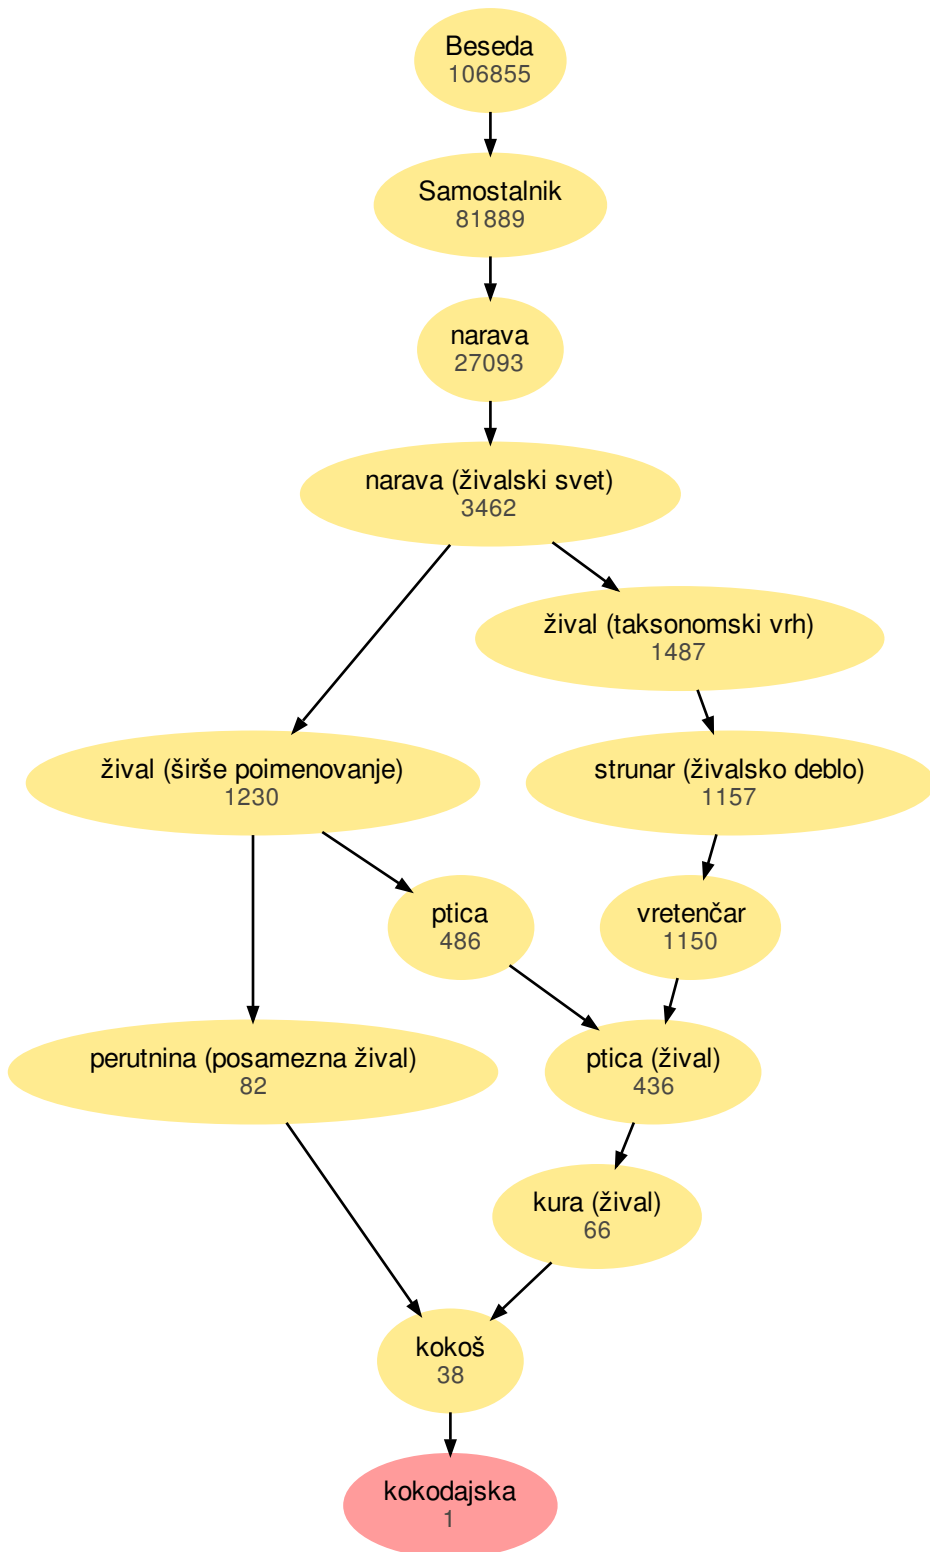 Beseda
106855
Samostalnik
81889
narava
27093
narava (živalski svet)
3462
žival (taksonomski vrh)
1487
žival (širše poimenovanje)
1230
strunar (živalsko deblo)
1157
ptica
486
vretenčar
1150
perutnina (posamezna žival)
82
ptica (žival)
436
kura (žival)
66
kokoš
38
kokodajska
1